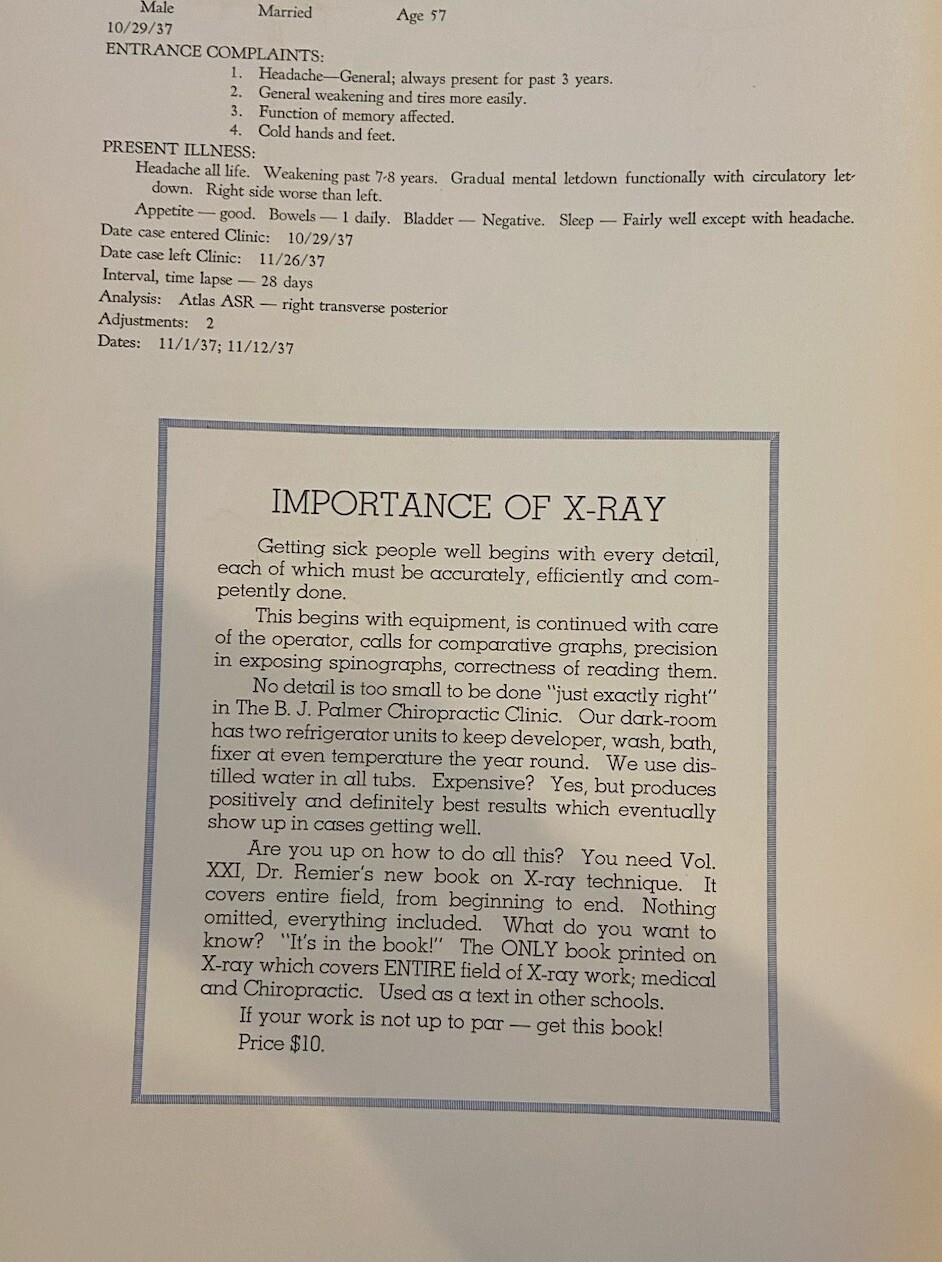 Male Married Age 57
10/29/37
ENTRANCE COMPLAINTS:
1. Headache—General; always present for past 3 years.
2. General weakening and tires more easily.
3. Function of memory affected.
4. Cold hands and feet.
PRESENT ILLNESS:
Headache all life. Weakening past 7-8 years. Gradual mental letdown functionally with circulatory let-
down. Right side worse than left.
Appetite — good. Bowels — 1 daily. Bladder — Negative. Sleep — Fairly well except with headache.
Date case entered Clinic: 10/29/37
Date case left Clinic: 11/26/37
Interval, time lapse — 28 days
Analysis: Atlas ASR — right transverse posterior
Adjustments: 2
Dates: 11/1/37; 11/12/37
IMPORTANCE OF X-RAY
Getting sick people well begins with every detail,
each of which must be accurately, efficiently and com-
petently done.
This begins with equipment, is continued with care
of the operator, calls for comparative graphs, precision
in exposing spinographs, correctness of reading them.
No detail is too small to be done "just exactly right"
in The B. J. Palmer Chiropractic Clinic. Our dark-room
has two refrigerator units to keep developer, wash, bath,
fixer at even temperature the year round. We use dis-
tilled water in all tubs. Expensive? Yes, but produces
positively and definitely best results which eventually
show up in cases getting well.
Are you up on how to do all this? You need Vol.
XXI, Dr. Remier's new book on X-ray technique. It
covers entire field, from beginning to end. Nothing
omitted, everything included. What do you want to
know? "It's in the book!" The ONLY book printed on
X-ray which covers ENTIRE field of X-ray work; medical
and Chiropractic. Used as a text in other schools.
If your work is not up to par — get this book!
Price $10.